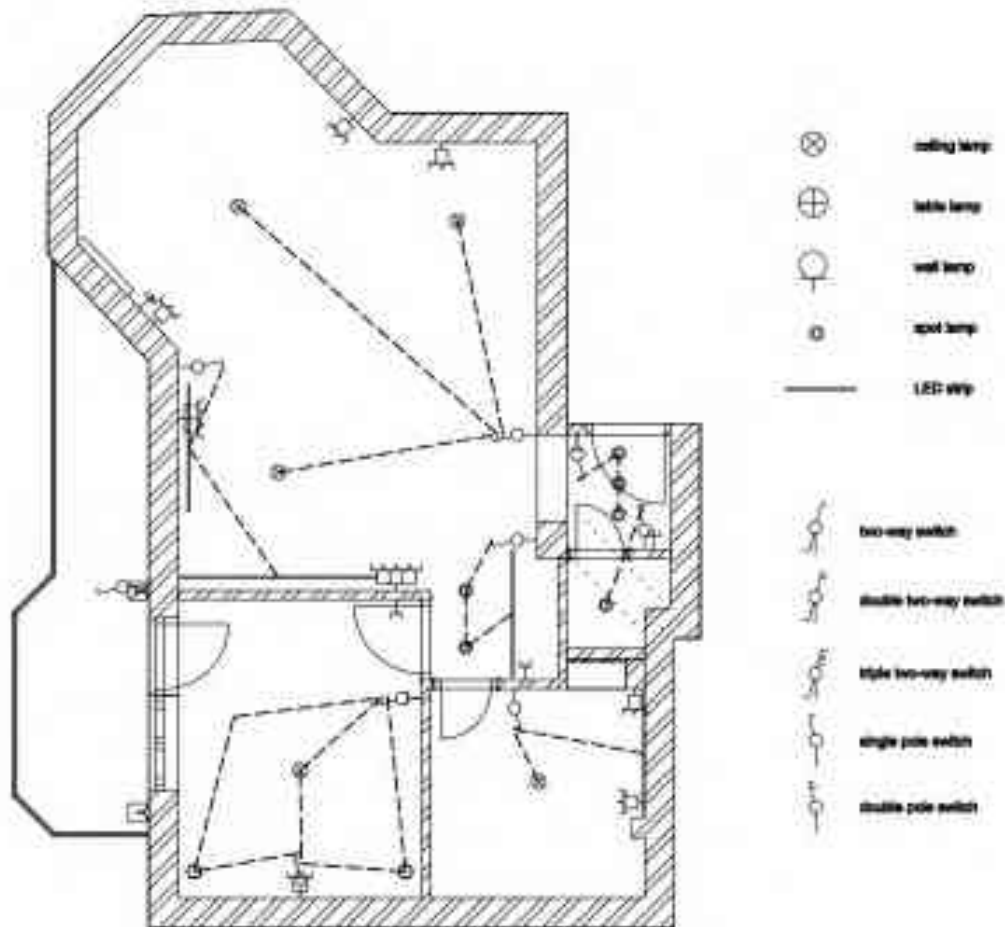 ceiling lamp
table lamp
wall lamp
spot lamp
LED strip
two-way switch
double two-way switch
triple two-way switch
single pole switch
double pole switch